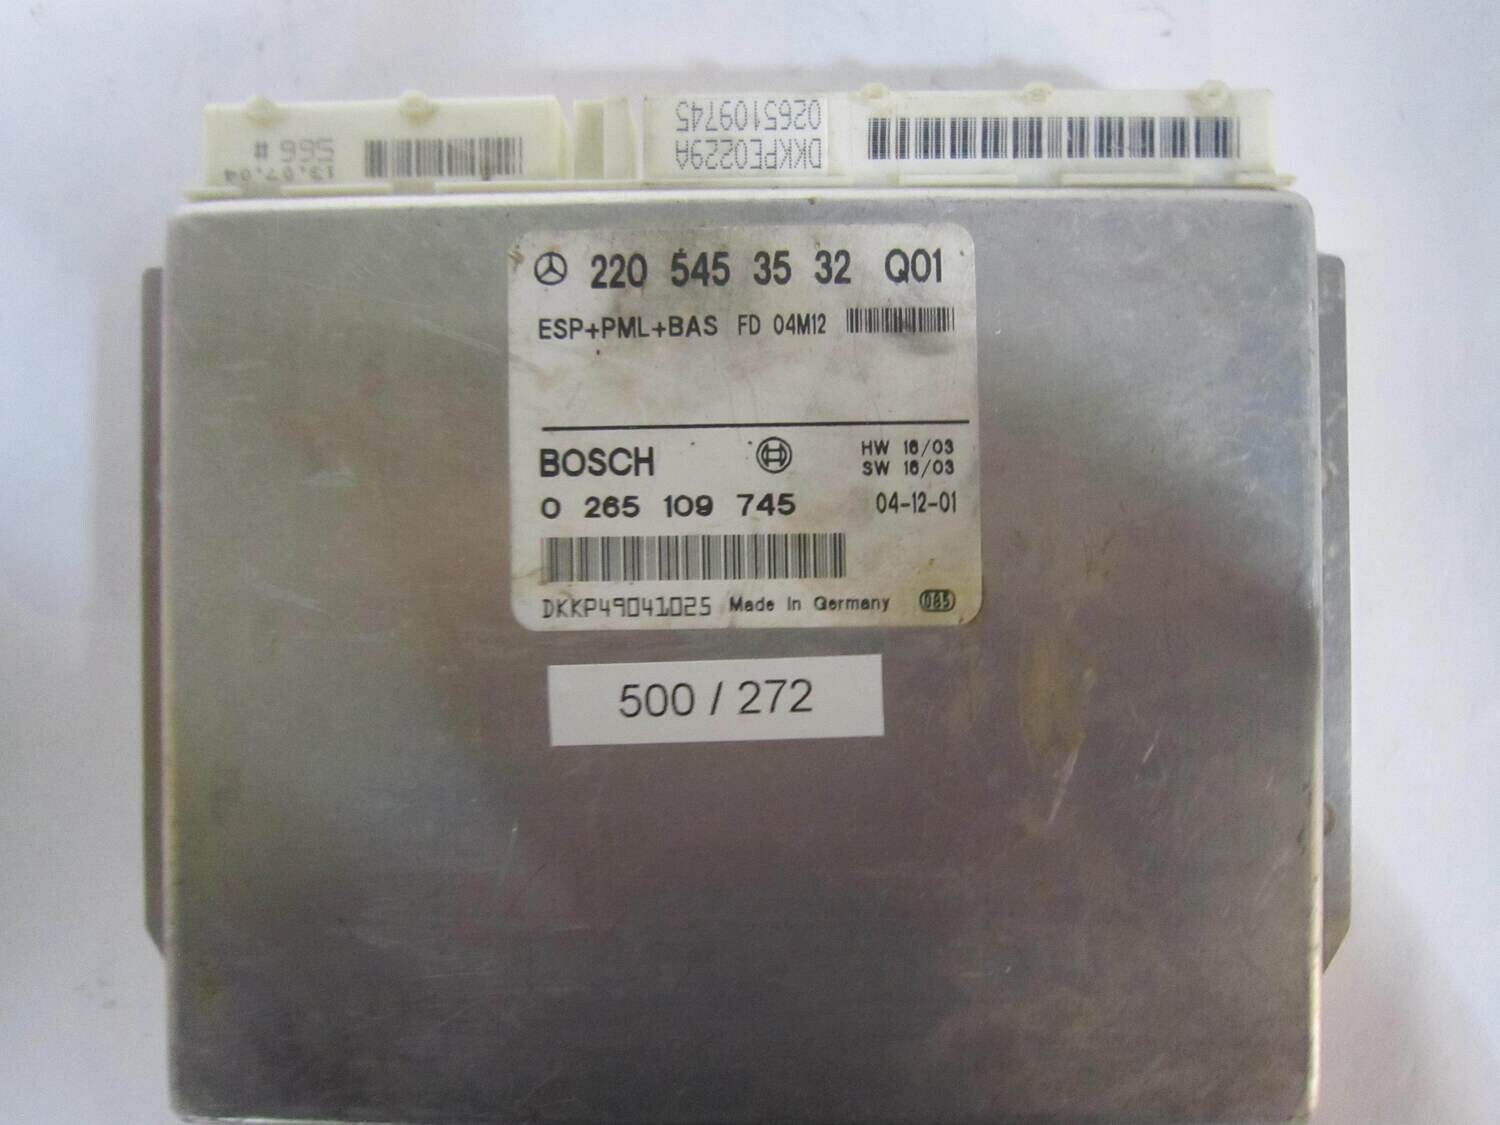 566 #
13.07.04
0265109745
DKKPE0229A
220 545 35 32 Q01
ESP+PML+BAS FD 04M12
BOSCH
HW 16/03
SW 16/03
0 265 109 745 04-12-01
DKKP49041025 Made in Germany 085
500 / 272